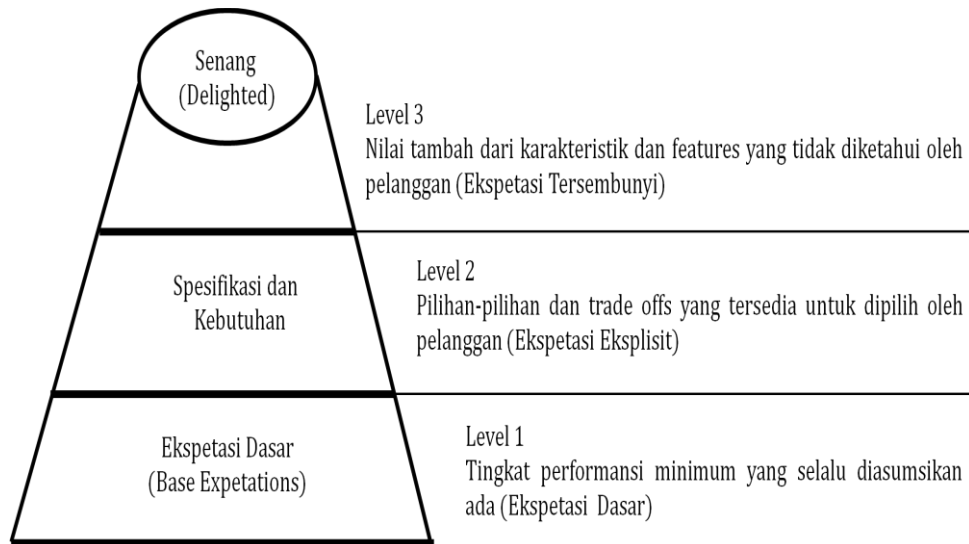 Senang
(Delighted)
Level 3
Nilai tambah dari karakteristik dan features yang tidak diketahui oleh
pelanggan (Ekspetasi Tersembunyi)
Spesifikasi dan
Kebutuhan
Level 2
Pilihan-pilihan dan trade offs yang tersedia untuk dipilih oleh
pelanggan (Ekspetasi Eksplisit)
Ekspetasi Dasar
(Base Expetations)
Level 1
Tingkat performansi minimum yang selalu diasumsikan
ada (Ekspetasi Dasar)